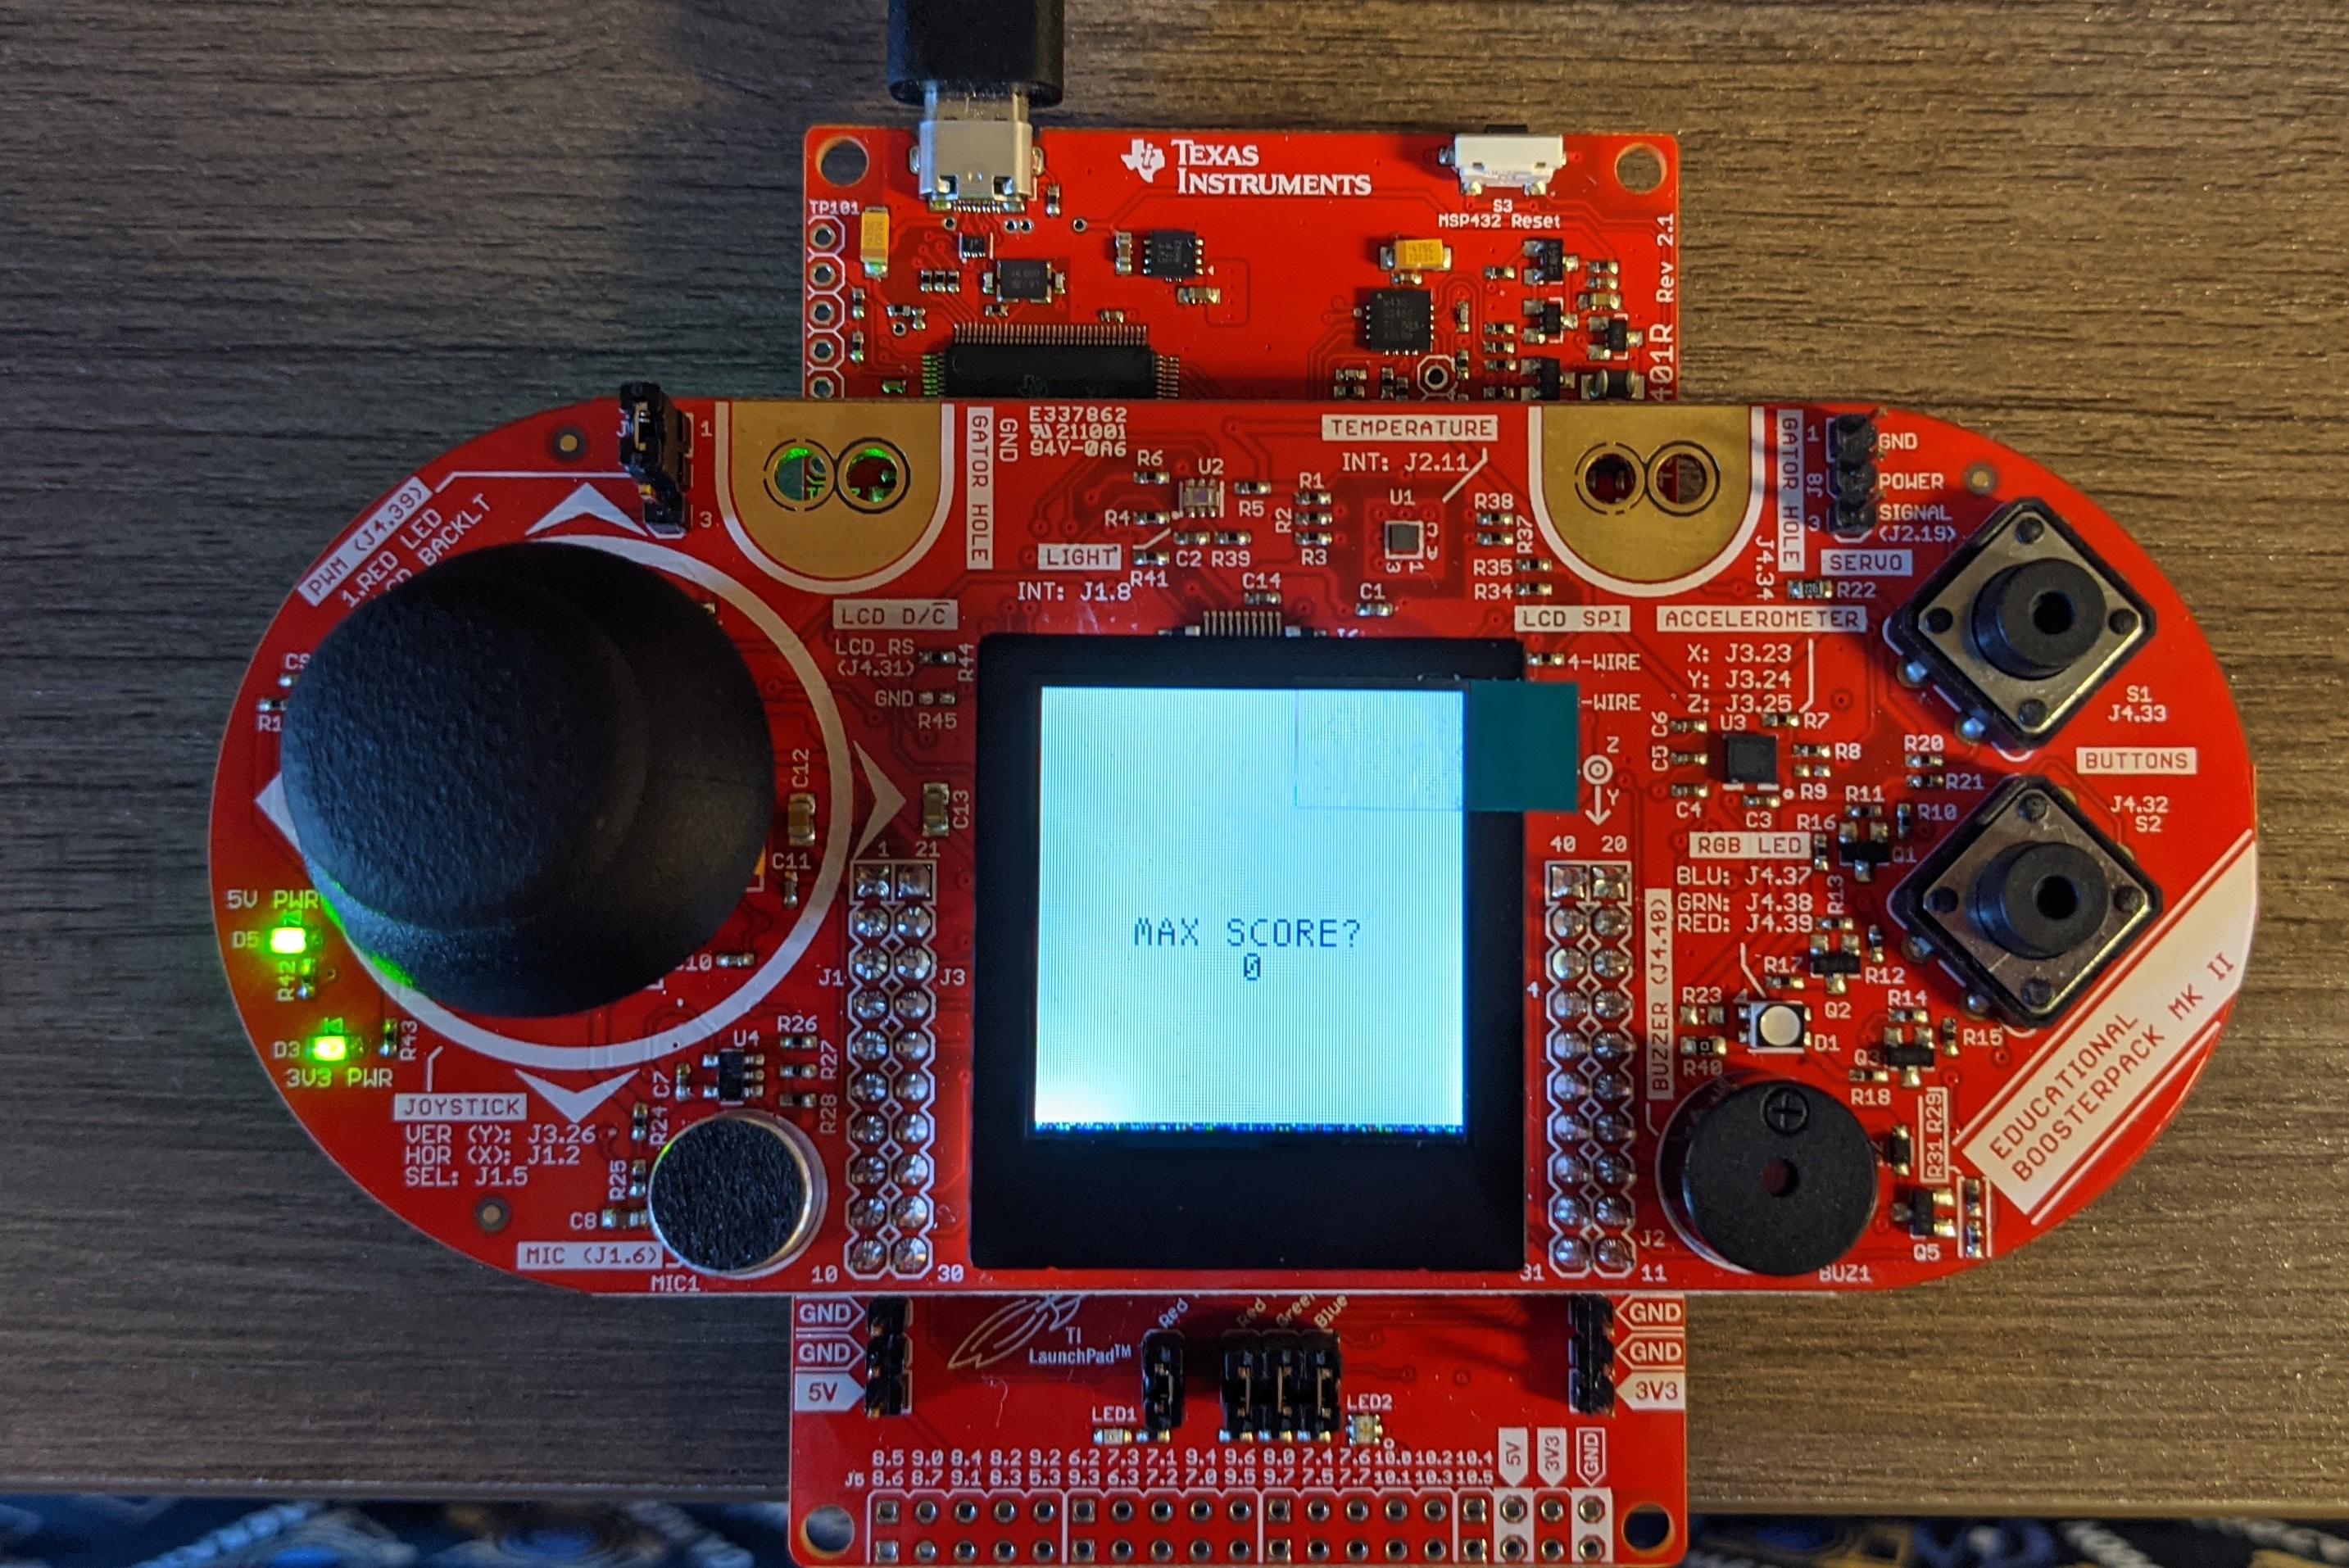 TEXAS
INSTRUMENTS
S3
MSP432 Reset
TP101
401R Rev 2.1
1
3
PWM (J4.39)
1.RED LED
BACKLT
GATOR HOLE
GND
E337862
211001
94V-0A6
R6
U2
R5
R4
C2 R39
LIGHT
R41
INT: J1.8
TEMPERATURE
INT: J2.11
R1
R2
R3
U1
R38
R37
R35
R34
C14
C1
GATOR HOLE
1
J8
3
GND
POWER
SIGNAL
(J2.19)
SERVO
J4.34
R22
LCD D/C
LCD_RS
(J4.31)
R44
GND
R45
LCD SPI
4-WIRE
-WIRE
ACCELEROMETER
X: J3.23
Y: J3.24
Z: J3.25
Z
Y
C6
U3
R7
C5
R8
R9
C4
C3
S1
J4.33
BUTTONS
J4.32
S2
R20
R21
R11
R10
R16
Q1
RGB LED
BLU: J4.37
GRN: J4.38
RED: J4.39
R13
R17
R12
Q2
R23
R14
D1
R15
Q3
R40
R18
R31 R29
Q5
BUZZER (J4.40)
BUZ1
EDUCATIONAL
BOOSTERPACK MK II
C12
C13
C11
5V PWR
D5
R42
D3
R43
3V3 PWR
JOYSTICK
VER (Y): J3.26
HOR (X): J1.2
SEL: J1.5
U4
R26
R27
R28
C7
R24
R25
C8
MIC (J1.6)
MIC1
1 21
J1 J3
10 30
40 20
J2
31 11
MAX SCORE?
0
GND
GND
5V
TI
LaunchPad™
Red
Red
Green
Blue
LED1
LED2
GND
GND
3V3
8.5 9.0 8.4 8.2 9.2 6.2 7.3 7.1 9.4 9.6 8.0 7.4 7.6 10.0 10.2 10.4
J5 8.6 8.7 9.1 8.3 5.3 9.3 6.3 7.2 7.0 9.5 9.7 7.5 7.7 10.1 10.3 10.5
5V 3V3 GND